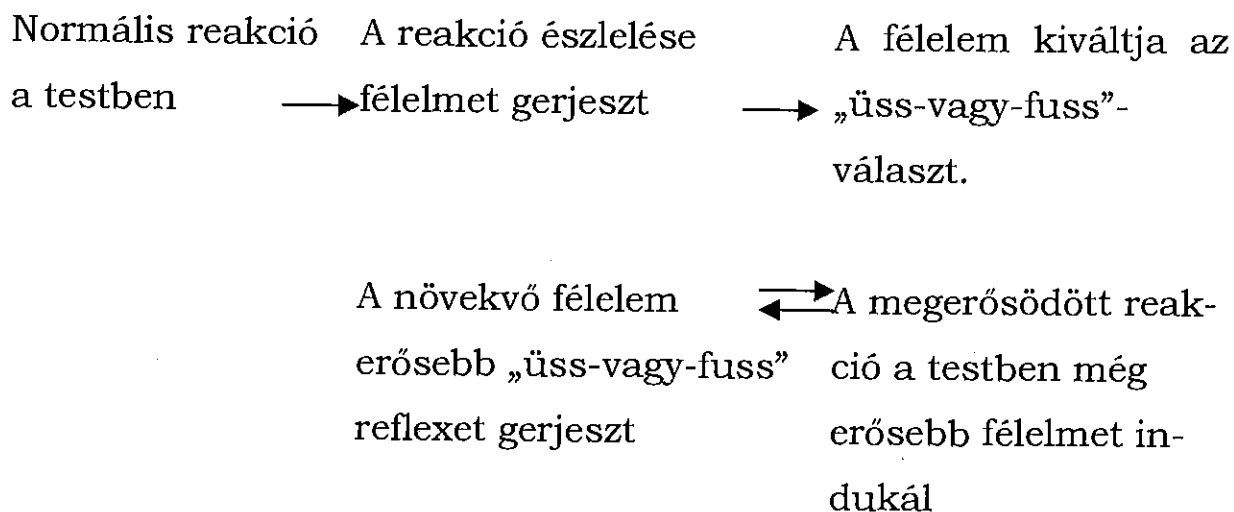 Normális reakció
a testben
A reakció észlelése
félelmet gerjeszt
A félelem kiváltja az
„üss-vagy-fuss”-
választ.
A növekvő félelem
erősebb „üss-vagy-fuss”
reflexet gerjeszt
A megerősödött reak-
ció a testben még
erősebb félelmet in-
dukál